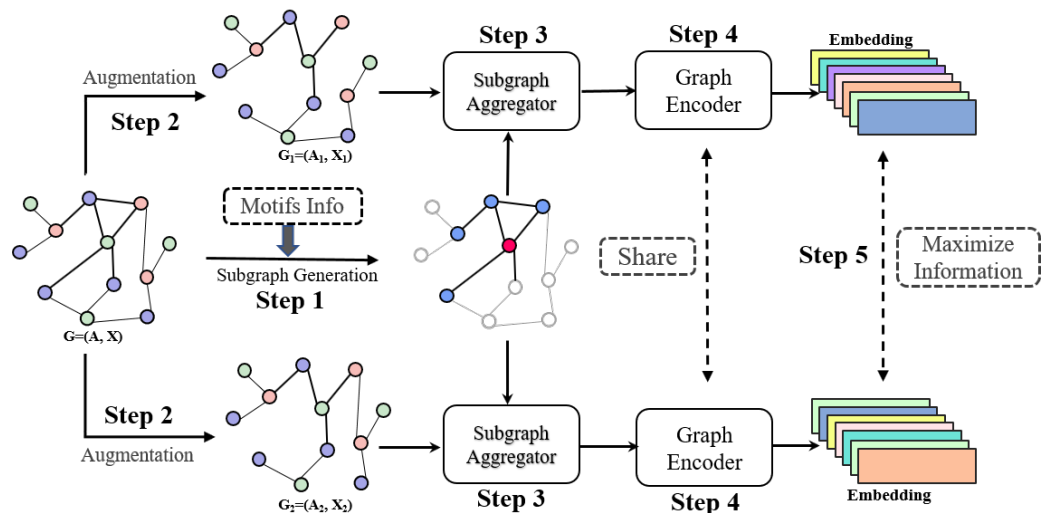 Step 3
Step 4
Embedding
Augmentation
Subgraph
Aggregator
Graph
Encoder
Step 2
G₁=(A₁, X₁)
Motifs Info
Share
Step 5
Maximize
Information
Subgraph Generation
Step 1
G=(A, X)
Step 2
Augmentation
Subgraph
Aggregator
Graph
Encoder
G₂=(A₂, X₂)
Step 3
Step 4
Embedding